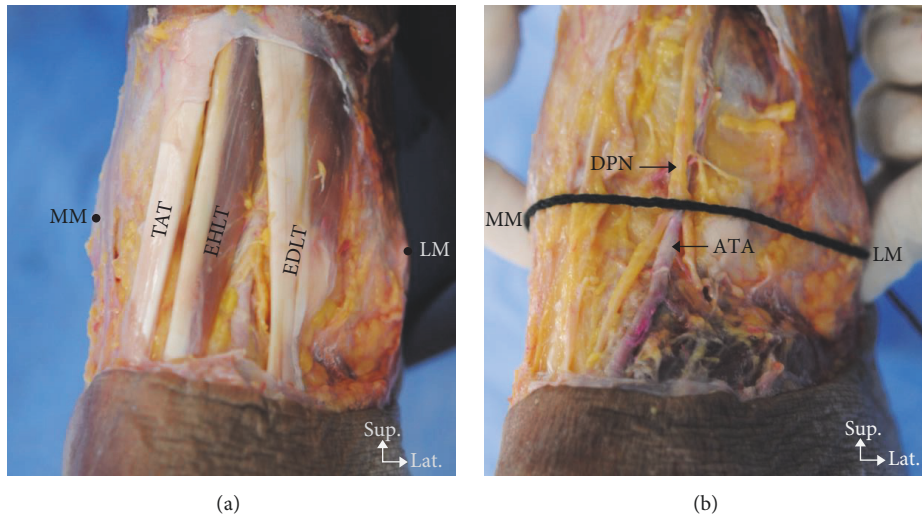 MM
TAT
EHLT
EDLT
LM
Sup.
Lat.
(a)
DPN
MM
ATA
LM
Sup.
Lat.
(b)